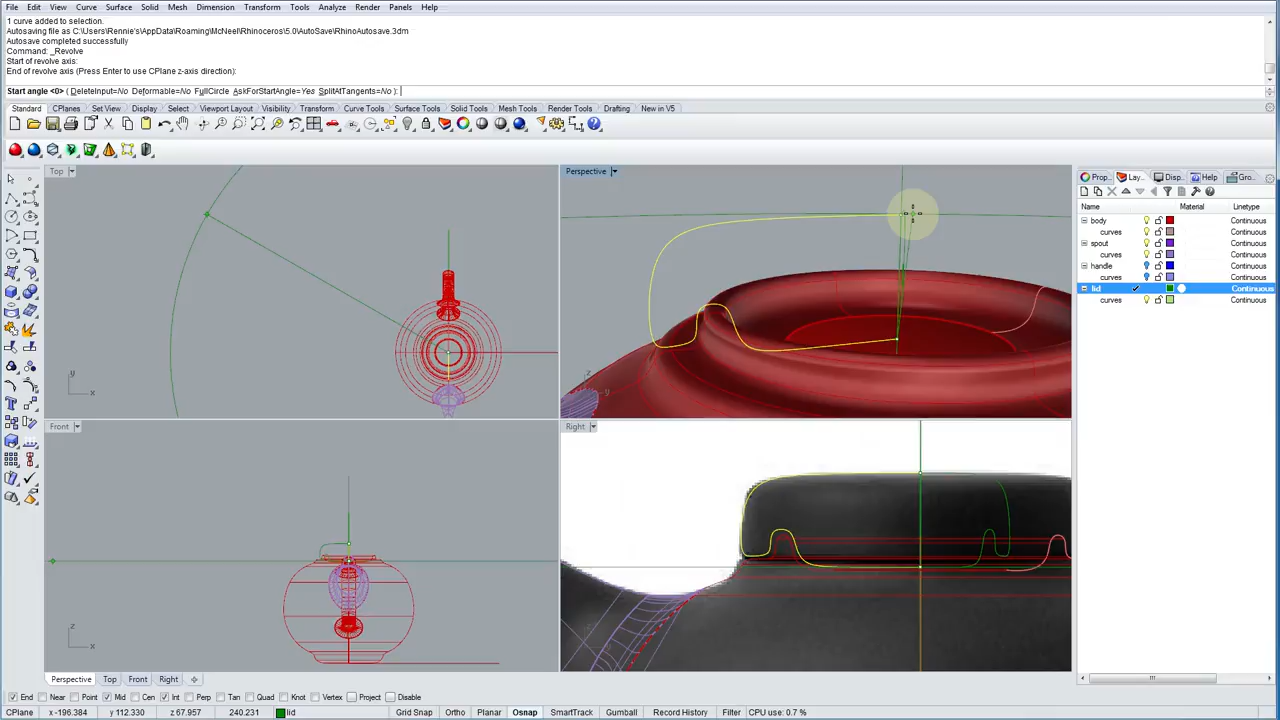 File Edit View Curve Surface Solid Mesh Dimension Transform Tools Analyze Render Panels Help
1 curve added to selection.
Autosaving file as C:\Users\Rennie's\AppData\Roaming\McNeel\Rhinoceros\5.0\AutoSave\RhinoAutosave.3dm
Autosave completed successfully
Command: _Revolve
Start of revolve axis:
End of revolve axis (Press Enter to use CPlane z-axis direction):
Start angle <0> ( DeleteInput=No Deformable=No FullCircle AskForStartAngle=Yes SplitAtTangents=No ):
Standard CPlanes Set View Display Select Viewport Layout Visibility Transform Curve Tools Surface Tools Solid Tools Mesh Tools Render Tools Drafting New in V5
Top Perspective
Prop... Lay... Disp... Help Gro...
Name Material Linetype
body Continuous
curves Continuous
spout Continuous
curves Continuous
handle Continuous
curves Continuous
lid Continuous
curves Continuous
y
x
z
y
Front Right
z
x
z
y
Perspective Top Front Right
End Near Point Mid Cen Int Perp Tan Quad Knot Vertex Project Disable
CPlane x -196.384 y 112.330 z 67.957 240.231 lid Grid Snap Ortho Planar Osnap SmartTrack Gumball Record History Filter CPU use: 0.7 %